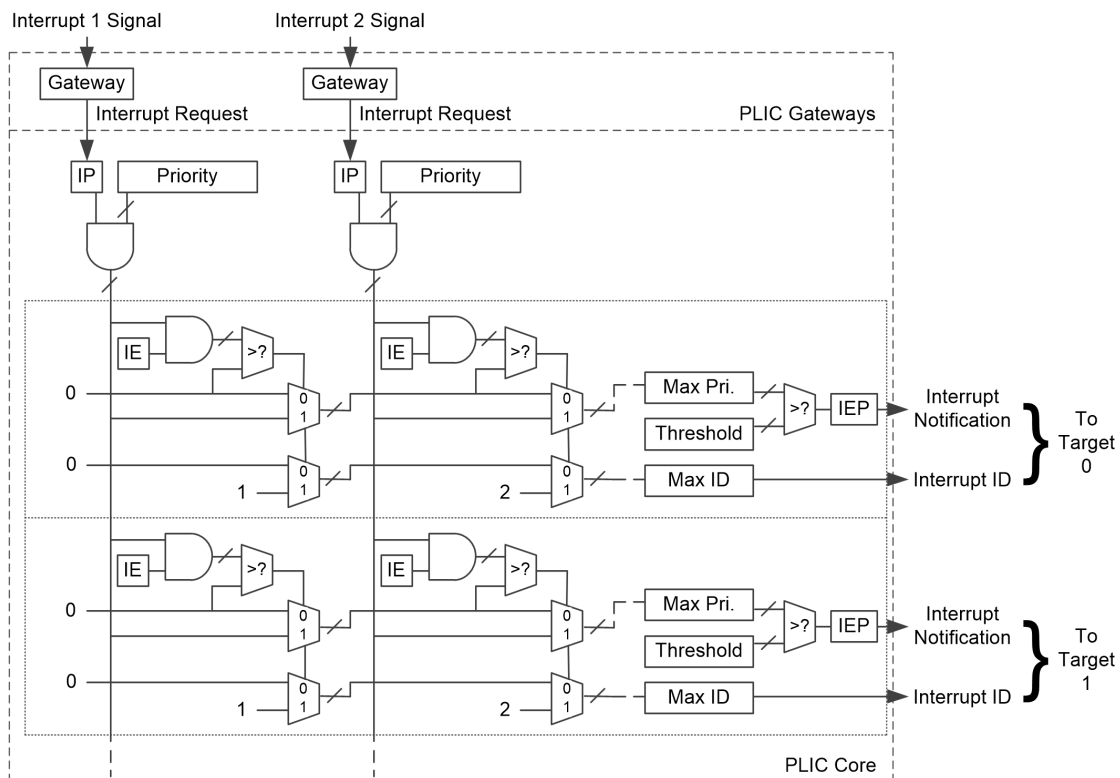 Interrupt 1 Signal
Interrupt 2 Signal
Gateway
Gateway
Interrupt Request
Interrupt Request
PLIC Gateways
IP
Priority
IP
Priority
IE
>?
IE
>?
0
0
1
0
1
Max Pri.
Threshold
>?
IEP
Interrupt
Notification
0
0
1
1
0
1
2
Max ID
Interrupt ID
}
To
Target
0
IE
>?
IE
>?
0
0
1
0
1
Max Pri.
Threshold
>?
IEP
Interrupt
Notification
0
0
1
1
0
1
2
Max ID
Interrupt ID
}
To
Target
1
PLIC Core